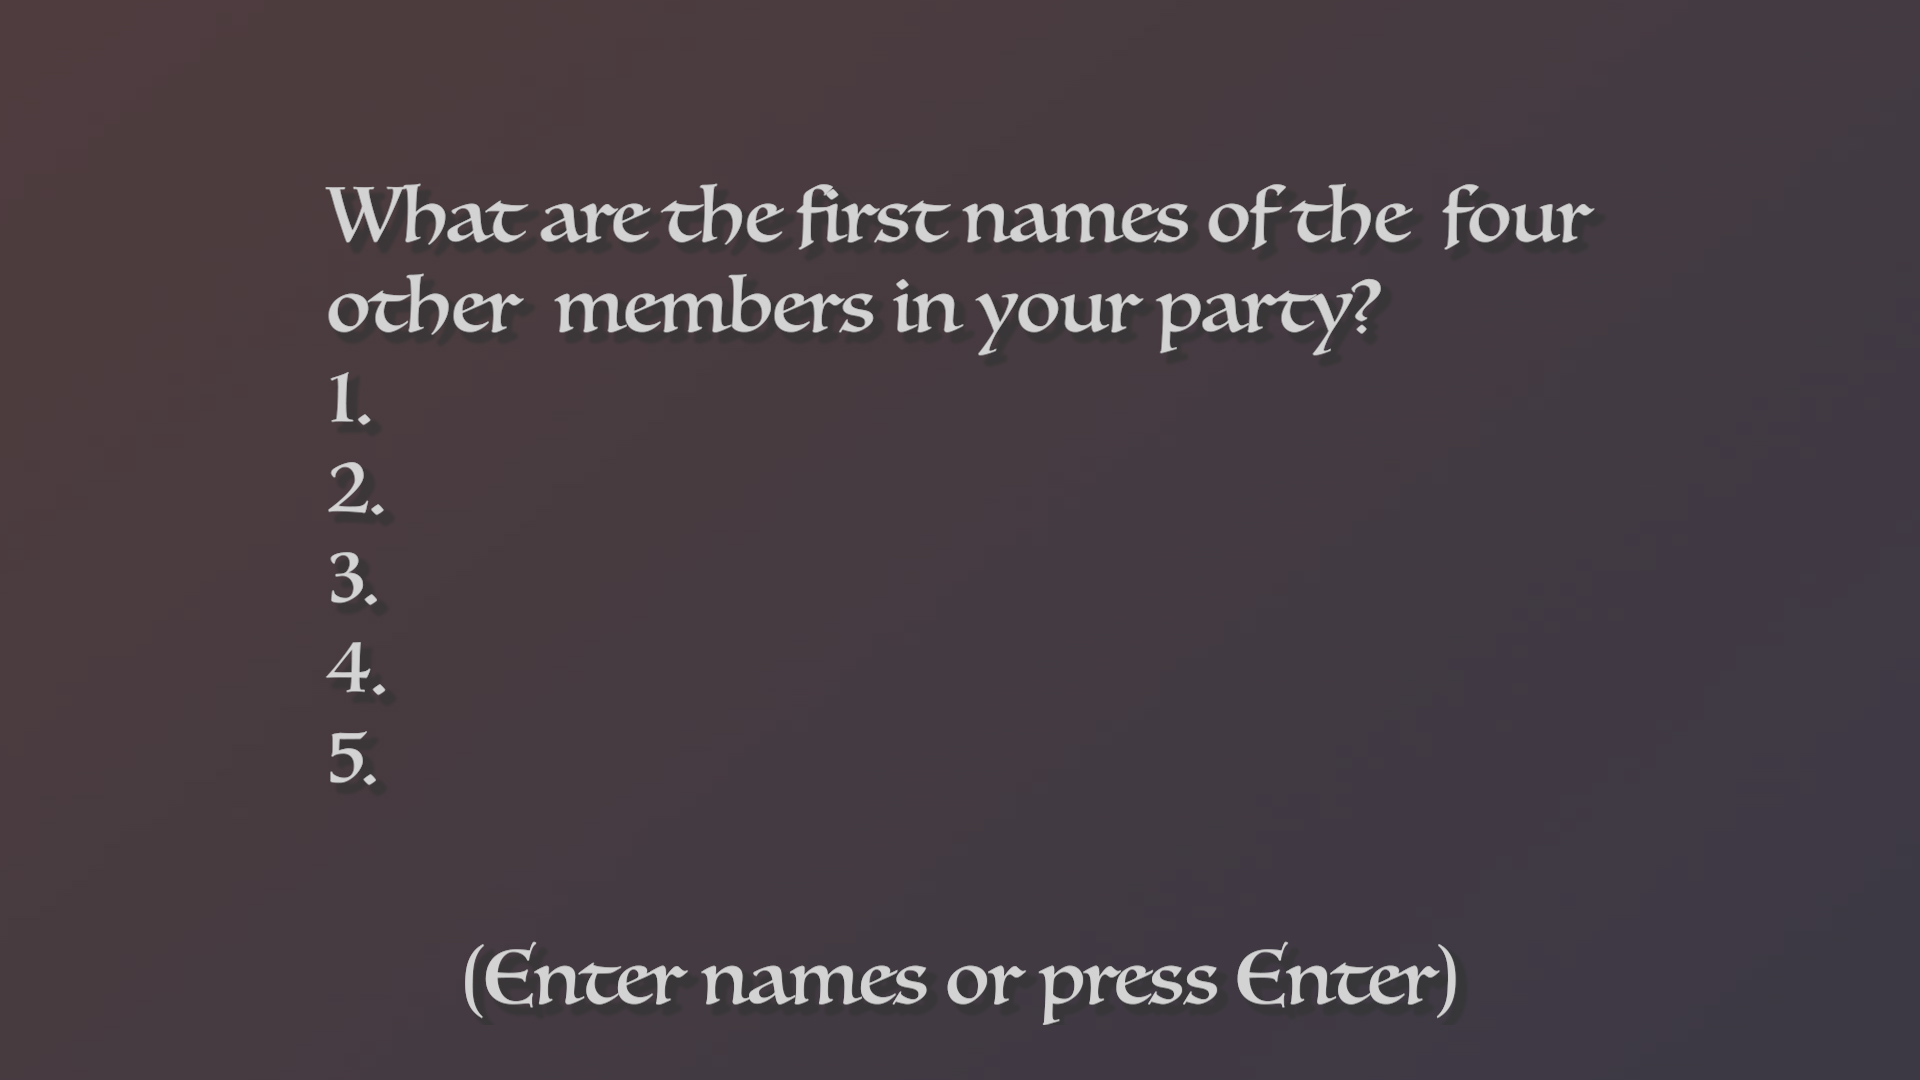 What are the first names of the four
other members in your party?
1.
2.
3.
4.
5.
(Enter names or press Enter)